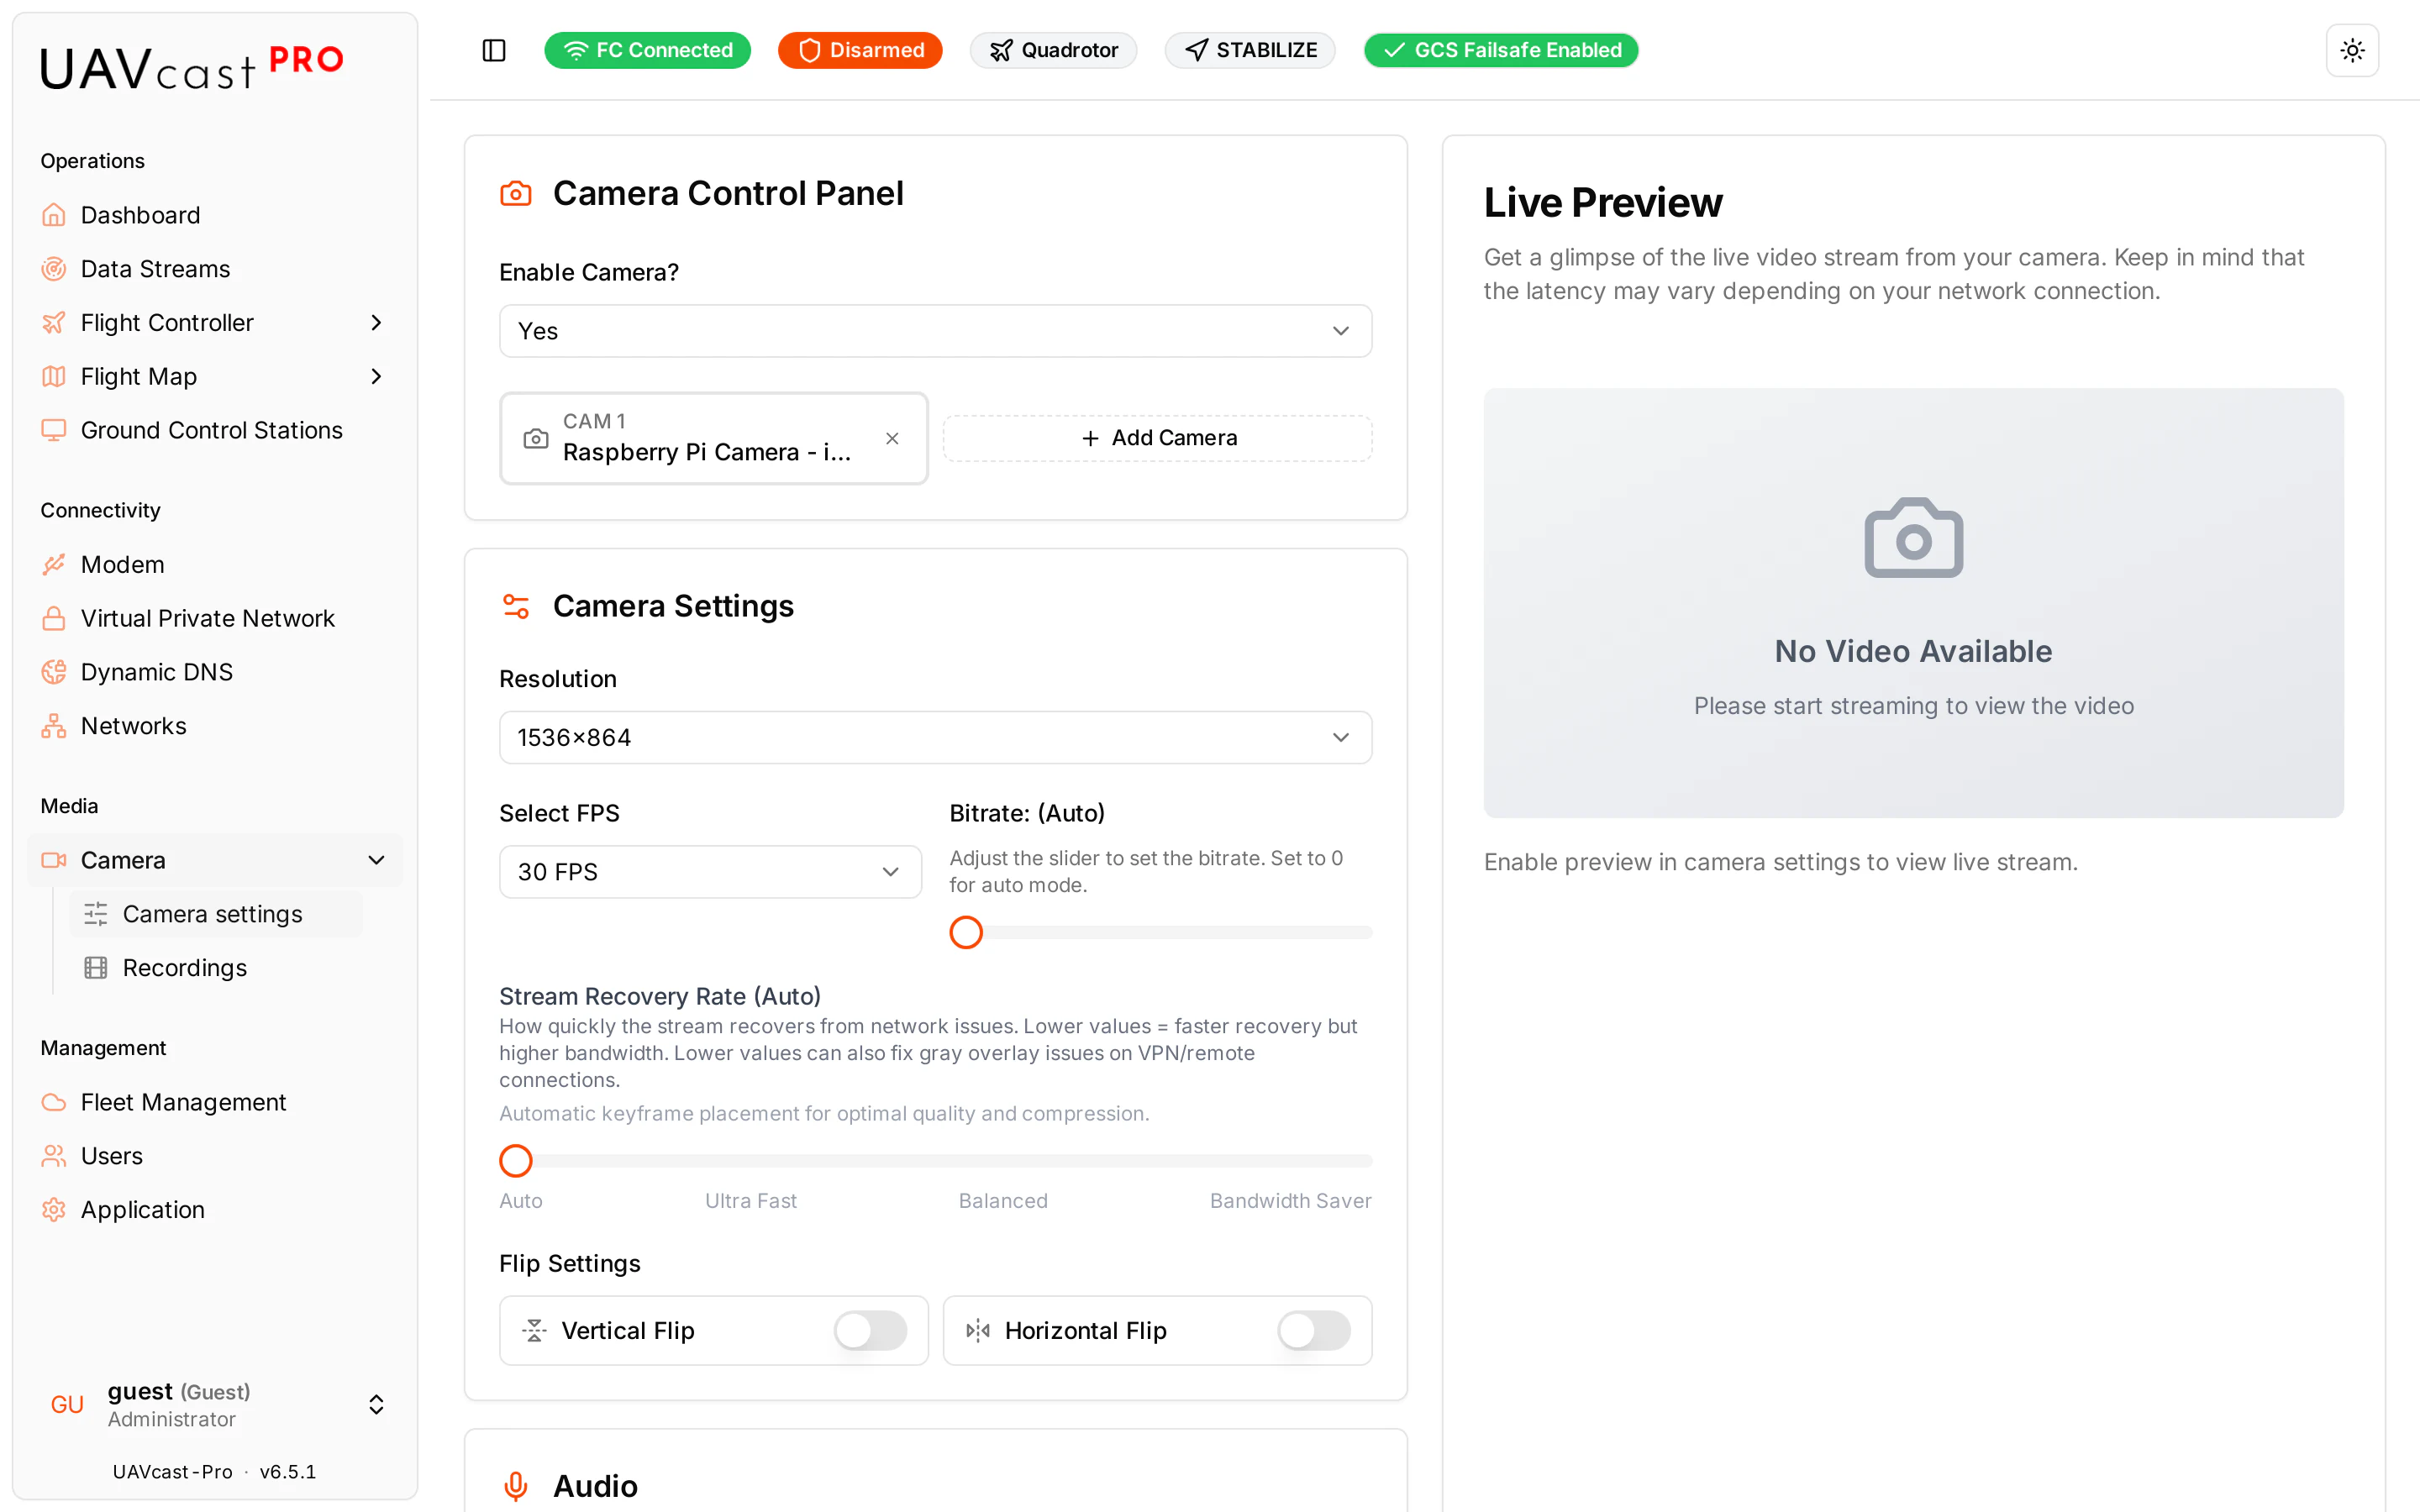 UAVcast PRO
Operations
Dashboard
Data Streams
Flight Controller
Flight Map
Ground Control Stations
Connectivity
Modem
Virtual Private Network
Dynamic DNS
Networks
Media
Camera
Camera settings
Recordings
Management
Fleet Management
Users
Application
GU
guest (Guest)
Administrator
UAVcast-Pro · v6.5.1
FC Connected
Disarmed
Quadrotor
STABILIZE
GCS Failsafe Enabled
Camera Control Panel
Enable Camera?
Yes
CAM 1
Raspberry Pi Camera - i...
Add Camera
Camera Settings
Resolution
1536×864
Select FPS
30 FPS
Bitrate: (Auto)
Adjust the slider to set the bitrate. Set to 0
for auto mode.
Stream Recovery Rate (Auto)
How quickly the stream recovers from network issues. Lower values = faster recovery but
higher bandwidth. Lower values can also fix gray overlay issues on VPN/remote
connections.
Automatic keyframe placement for optimal quality and compression.
Auto
Ultra Fast
Balanced
Bandwidth Saver
Flip Settings
Vertical Flip
Horizontal Flip
Audio
Live Preview
Get a glimpse of the live video stream from your camera. Keep in mind that
the latency may vary depending on your network connection.
No Video Available
Please start streaming to view the video
Enable preview in camera settings to view live stream.